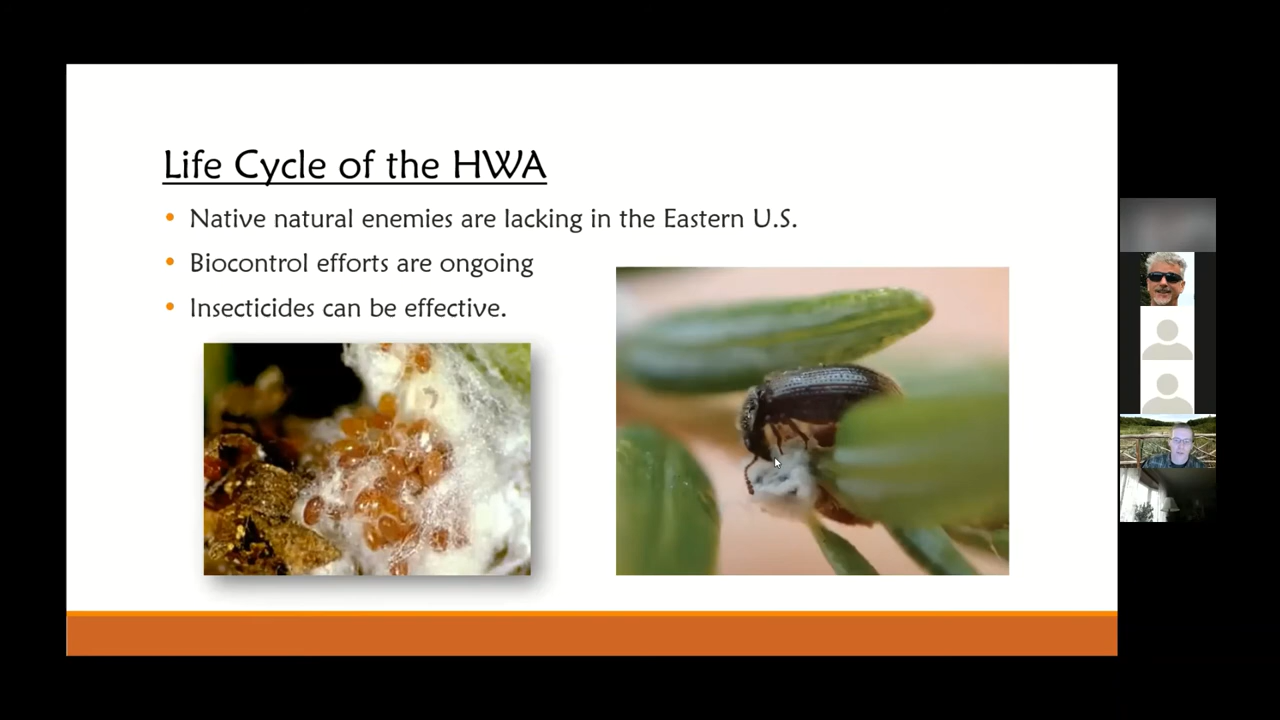 Life Cycle of the HWA
• Native natural enemies are lacking in the Eastern U.S.
• Biocontrol efforts are ongoing
• Insecticides can be effective.